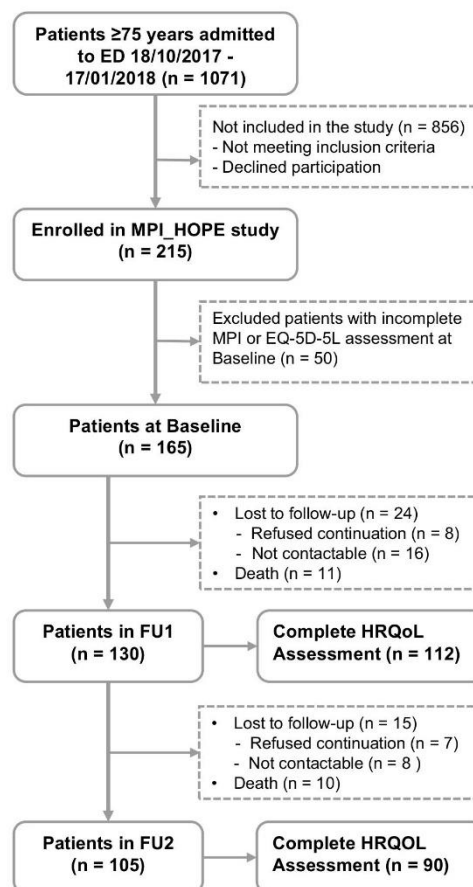 Patients ≥75 years admitted
to ED 18/10/2017 -
17/01/2018 (n = 1071)
Not included in the study (n = 856)
- Not meeting inclusion criteria
- Declined participation
Enrolled in MPI_HOPE study
(n = 215)
Excluded patients with incomplete
MPI or EQ-5D-5L assessment at
Baseline (n = 50)
Patients at Baseline
(n = 165)
• Lost to follow-up (n = 24)
- Refused continuation (n = 8)
- Not contactable (n = 16)
• Death (n = 11)
Patients in FU1
(n = 130)
Complete HRQoL
Assessment (n = 112)
• Lost to follow-up (n = 15)
- Refused continuation (n = 7)
- Not contactable (n = 8 )
• Death (n = 10)
Patients in FU2
(n = 105)
Complete HRQOL
Assessment (n = 90)